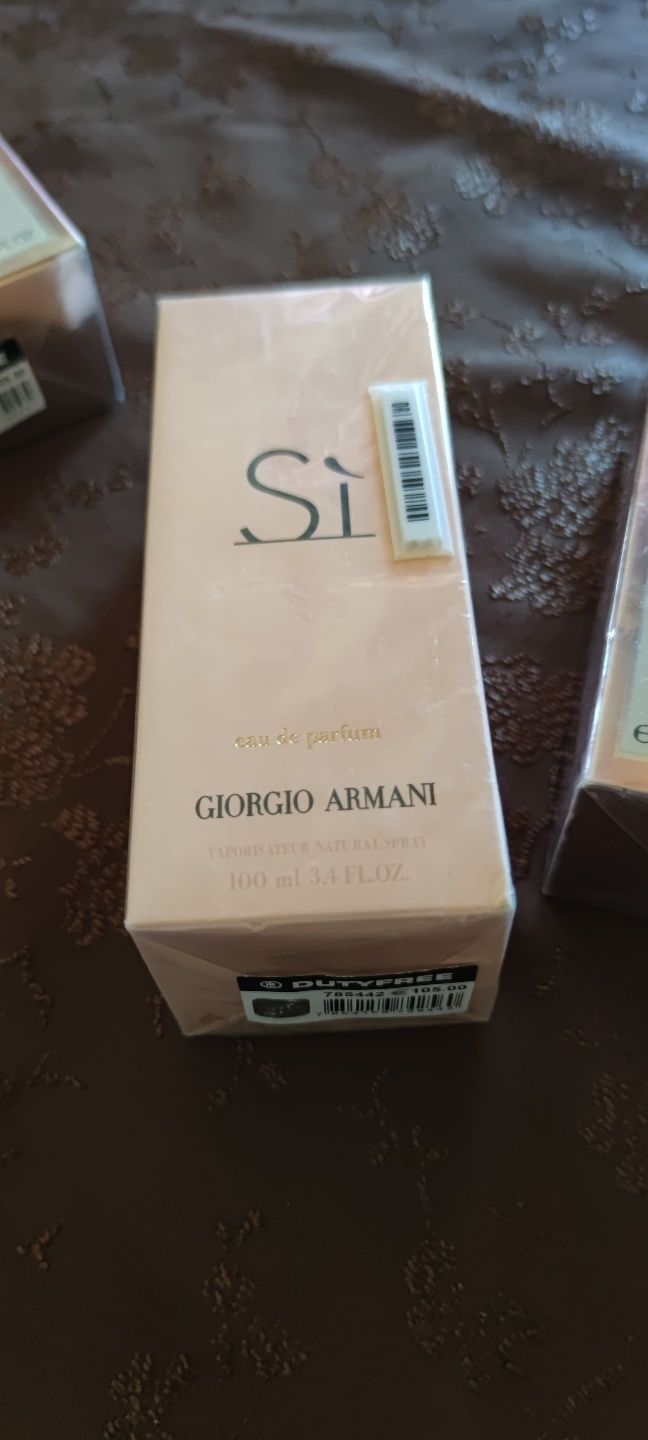 Sì
eau de parfum
GIORGIO ARMANI
VAPORISATEUR NATURAL SPRAY
100 ml 3.4 FL.OZ.
DUTYFREE
785442 € 105.00